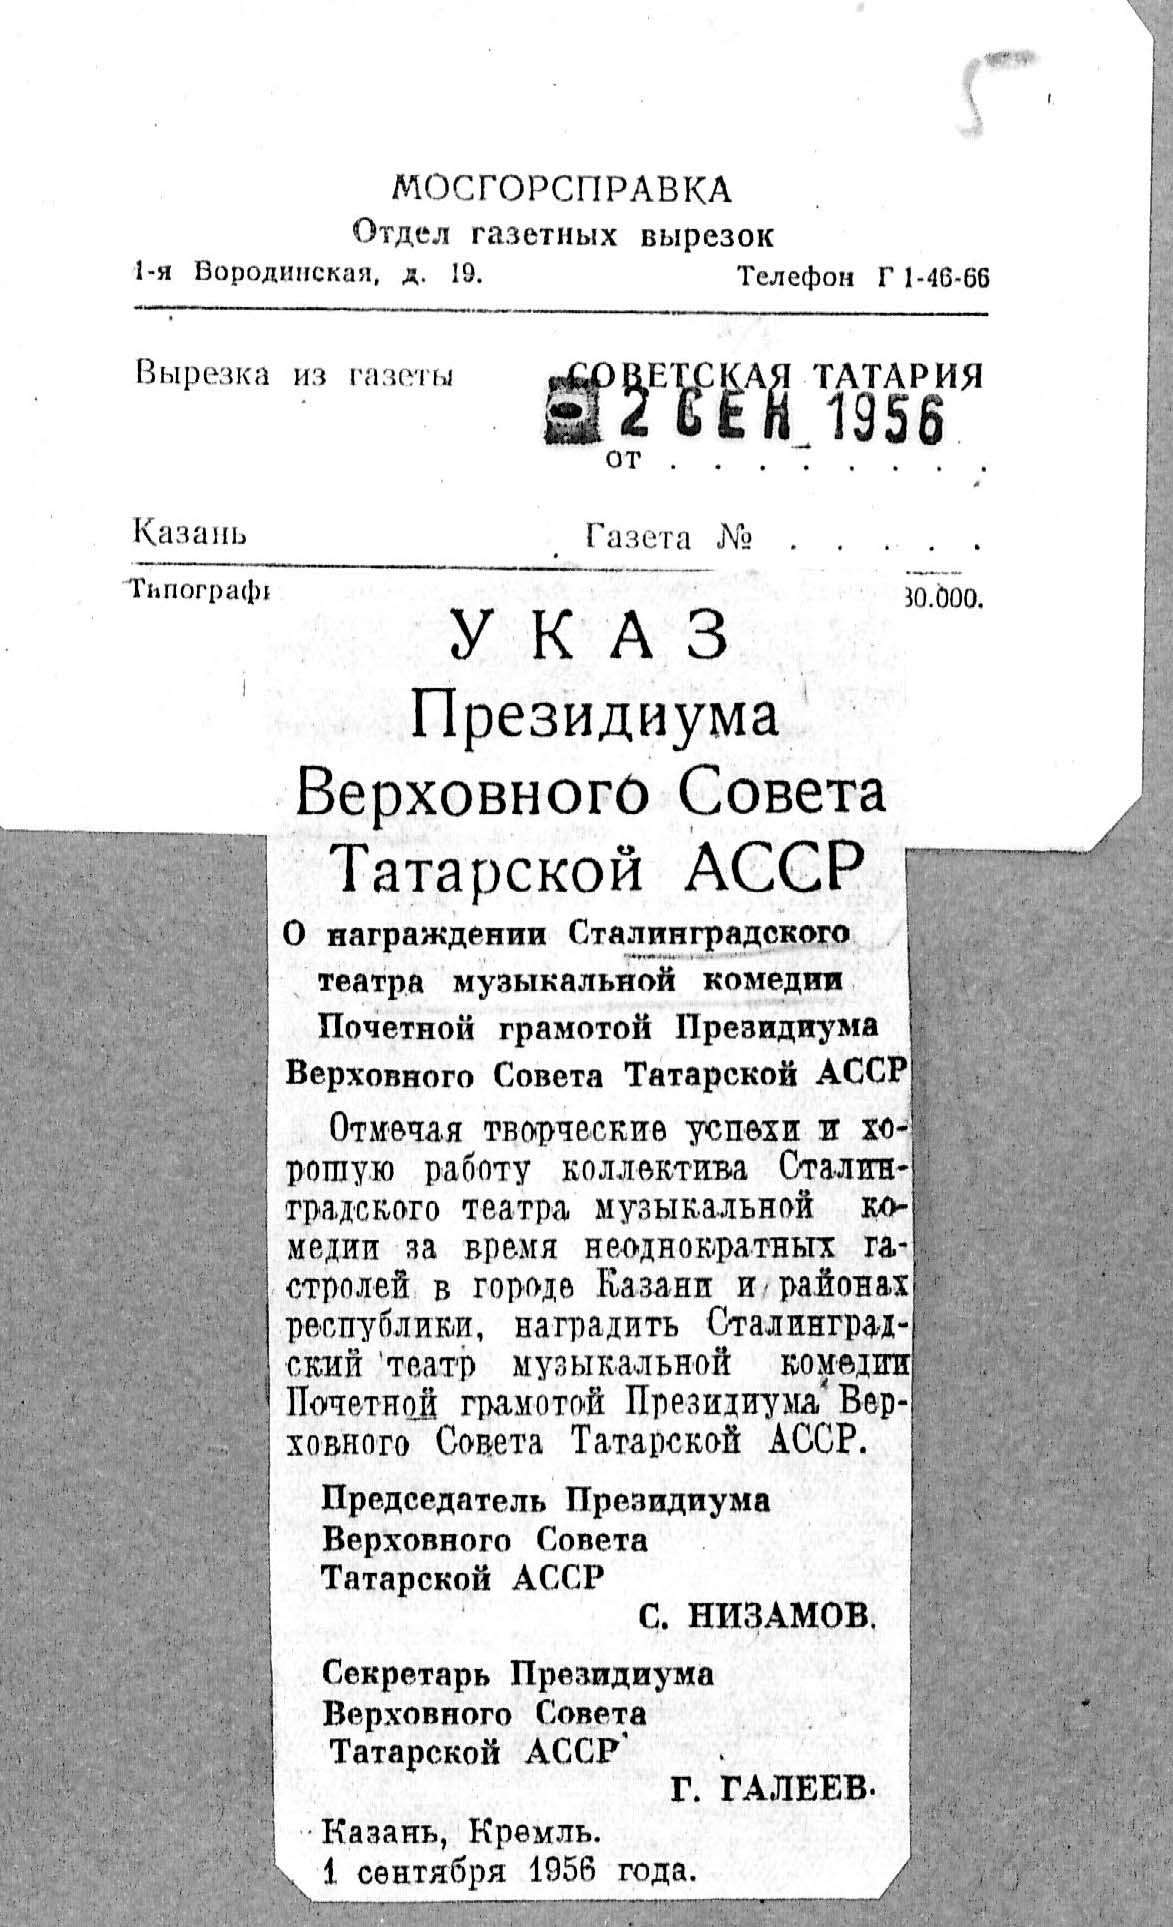 5
МОСГОРСПРАВКА
Отдел газетных вырезок
1-я Бородинская, д. 19. Телефон Г 1-46-66
Вырезка из газеты СОВЕТСКАЯ ТАТАРИЯ
2 СЕН 1956
от . . . . . . . .
Казань Газета № . . . . .
Типографи 30.000.
УКАЗ
Президиума
Верховного Совета
Татарской АССР
О награждении Сталинградского
театра музыкальной комедии
Почетной грамотой Президиума
Верховного Совета Татарской АССР
Отмечая творческие успехи и хо-
рошую работу коллектива Сталин-
градского театра музыкальной ко-
медии за время неоднократных га-
стролей в городе Казани и районах
республики, наградить Сталинград-
ский театр музыкальной комедии
Почетной грамотой Президиума Вер-
ховного Совета Татарской АССР.
Председатель Президиума
Верховного Совета
Татарской АССР
С. НИЗАМОВ.
Секретарь Президиума
Верховного Совета
Татарской АССР
Г. ГАЛЕЕВ.
Казань, Кремль.
1 сентября 1956 года.